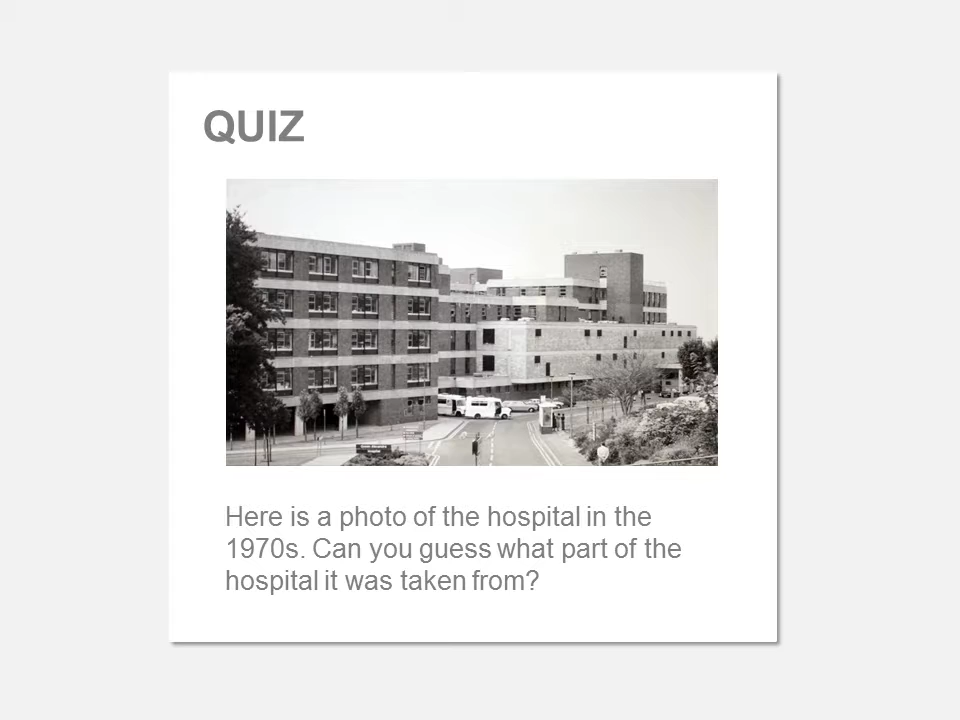 QUIZ
Here is a photo of the hospital in the
1970s. Can you guess what part of the
hospital it was taken from?